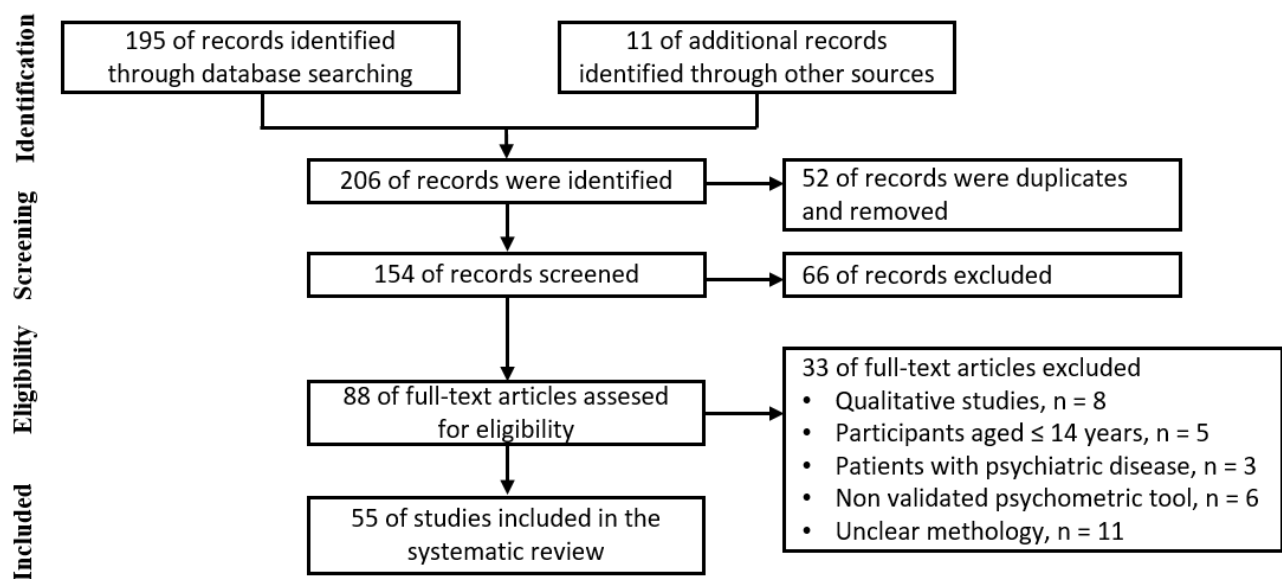 Identification
195 of records identified
through database searching
11 of additional records
identified through other sources
206 of records were identified
52 of records were duplicates
and removed
Screening
154 of records screened
66 of records excluded
Eligibility
88 of full-text articles assesed
for eligibility
33 of full-text articles excluded
• Qualitative studies, n = 8
• Participants aged ≤ 14 years, n = 5
• Patients with psychiatric disease, n = 3
• Non validated psychometric tool, n = 6
• Unclear methology, n = 11
Included
55 of studies included in the
systematic review